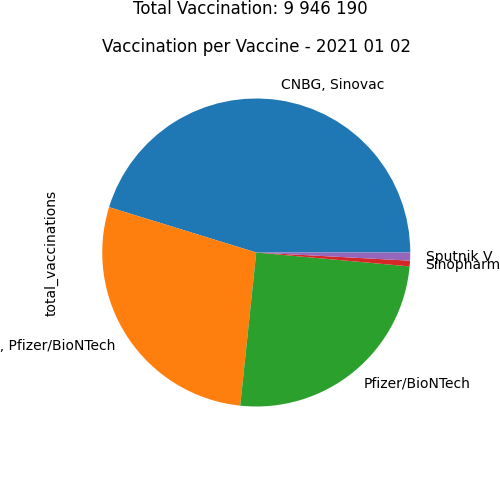 Total Vaccination: 9 946 190
Vaccination per Vaccine - 2021 01 02
CNBG, Sinovac
total_vaccinations
Sputnik V
Sinopharm
, Pfizer/BioNTech
Pfizer/BioNTech